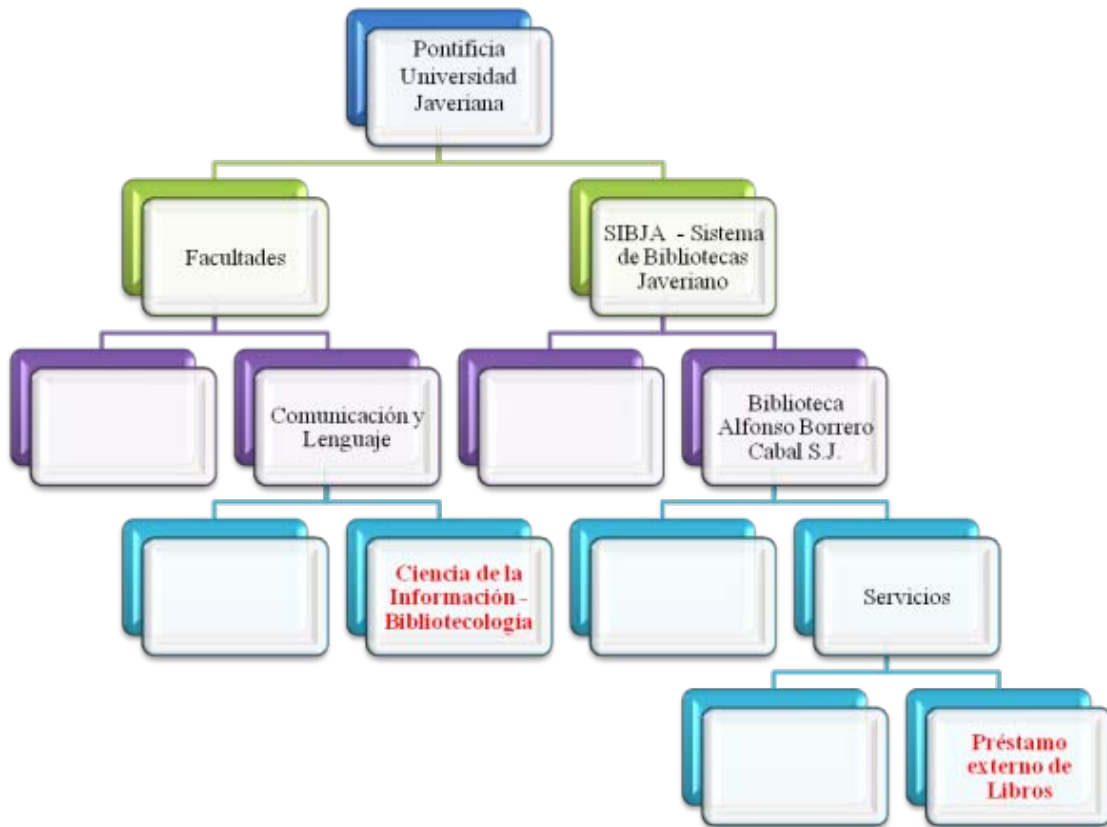 Pontificia
Universidad
Javeriana
Facultades
SIBJA - Sistema
de Bibliotecas
Javeriano
Comunicación y
Lenguaje
Biblioteca
Alfonso Borrero
Cabal S.J.
Ciencia de la
Información -
Bibliotecología
Servicios
Préstamo
externo de
Libros